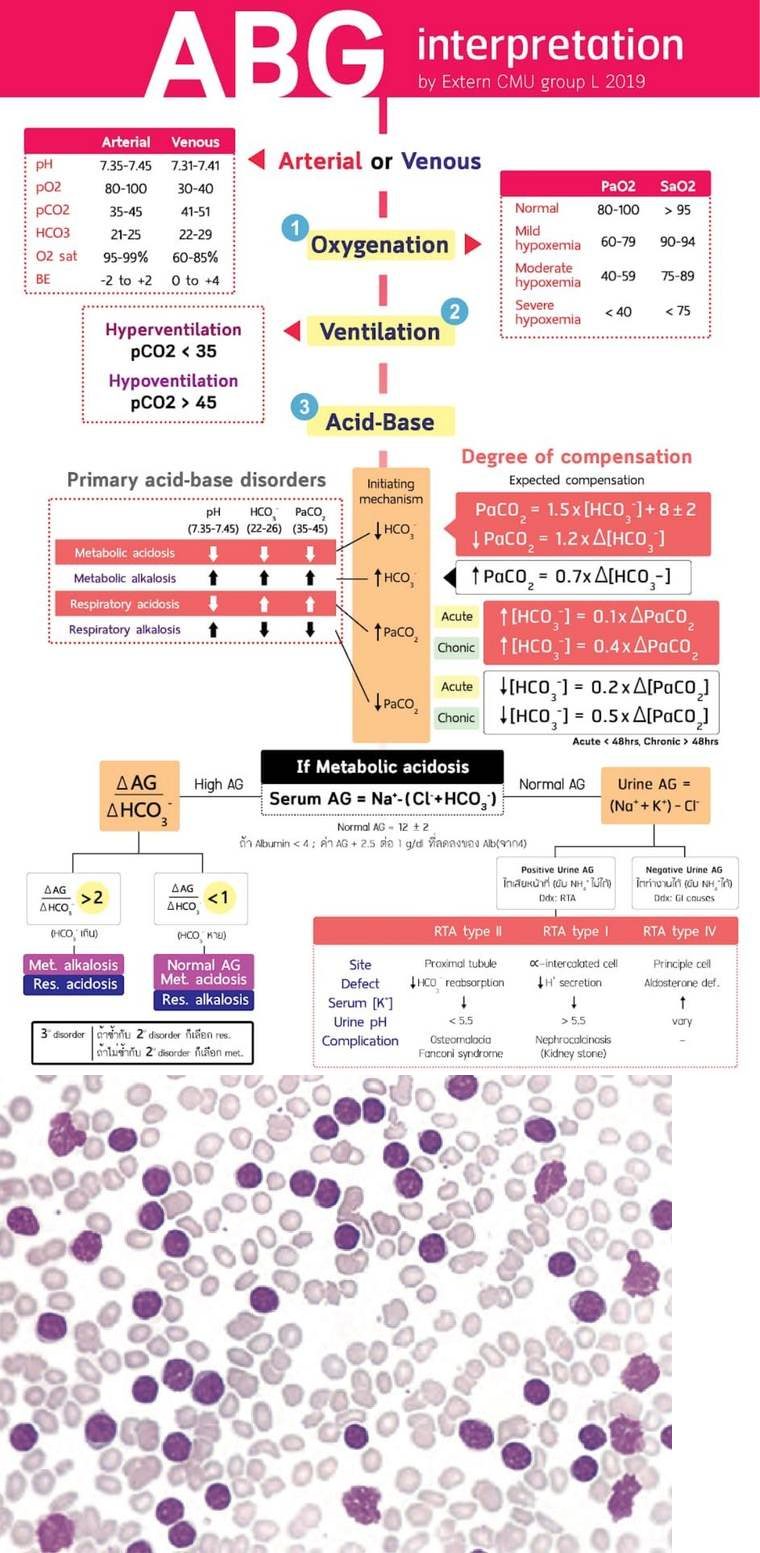 ABG interpretation
by Extern CMU group L 2019
Arterial Venous
pH 7.35-7.45 7.31-7.41
pO2 80-100 30-40
pCO2 35-45 41-51
HCO3 21-25 22-29
O2 sat 95-99% 60-85%
BE -2 to +2 0 to +4
Arterial or Venous
1 Oxygenation
PaO2 SaO2
Normal 80-100 > 95
Mild hypoxemia 60-79 90-94
Moderate hypoxemia 40-59 75-89
Severe hypoxemia < 40 < 75
2 Ventilation
Hyperventilation
pCO2 < 35
Hypoventilation
pCO2 > 45
3 Acid-Base
Primary acid-base disorders
pH HCO₃⁻ PaCO₂
(7.35-7.45) (22-26) (35-45)
Metabolic acidosis ↓ ↓ ↓
Metabolic alkalosis ↑ ↑ ↑
Respiratory acidosis ↓ ↑ ↑
Respiratory alkalosis ↑ ↓ ↓
Initiating
mechanism
↓HCO₃⁻
↑HCO₃⁻
↑PaCO₂
↓PaCO₂
Degree of compensation
Expected compensation
PaCO₂ = 1.5x[HCO₃⁻]+8±2
↓PaCO₂ = 1.2xΔ[HCO₃⁻]
↑PaCO₂ = 0.7xΔ[HCO₃-]
Acute ↑[HCO₃⁻] = 0.1xΔPaCO₂
Chonic ↑[HCO₃⁻] = 0.4xΔPaCO₂
Acute ↓[HCO₃⁻] = 0.2xΔ[PaCO₂]
Chonic ↓[HCO₃⁻] = 0.5xΔ[PaCO₂]
Acute < 48hrs, Chronic > 48hrs
If Metabolic acidosis
Serum AG = Na⁺-(Cl⁻+HCO₃⁻)
Normal AG = 12 ± 2
ถ้า Albumin < 4 ; ค่า AG + 2.5 ต่อ 1 g/dl ที่ลดลงของ Alb(จาก4)
High AG
Normal AG
ΔAG
ΔHCO₃⁻
ΔAG
ΔHCO₃⁻ >2
(HCO₃⁻ เกิน)
Met. alkalosis
Res. acidosis
ΔAG
ΔHCO₃⁻ <1
(HCO₃⁻ หาย)
Normal AG
Met. acidosis
Res. alkalosis
3° disorder
ถ้าซ้ำกับ 2° disorder ก็เลือก res.
ถ้าไม่ซ้ำกับ 2° disorder ก็เลือก met.
Urine AG =
(Na⁺+K⁺)-Cl⁻
Positive Urine AG
ไตเสียหน้าที่ (ขับ NH₄⁺ ไม่ได้)
Ddx: RTA
Negative Urine AG
ไตทำงานได้ (ขับ NH₄⁺ได้)
Ddx: GI causes
RTA type II RTA type I RTA type IV
Site Proximal tubule ∝-intercalated cell Principle cell
Defect ↓HCO₃⁻ reabsorption ↓H⁺ secretion Aldosterone def.
Serum [K⁺] ↓ ↓ ↑
Urine pH < 5.5 > 5.5 vary
Complication Osteomalacia Nephrocalcinosis -
Fanconi syndrome (Kidney stone)